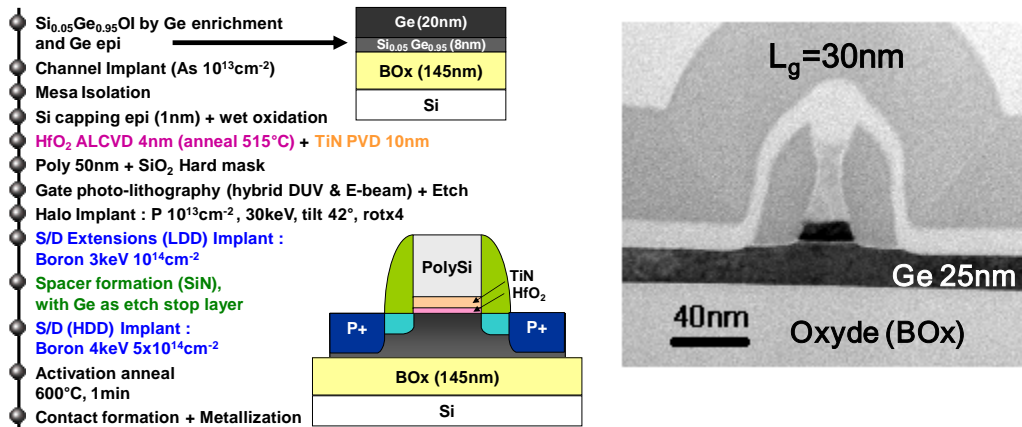 Si0.05Ge0.95OI by Ge enrichment
and Ge epi
Channel Implant (As 10¹³cm⁻²)
Mesa Isolation
Si capping epi (1nm) + wet oxidation
HfO₂ ALCVD 4nm (anneal 515°C) + TiN PVD 10nm
Poly 50nm + SiO₂ Hard mask
Gate photo-lithography (hybrid DUV & E-beam) + Etch
Halo Implant : P 10¹³cm⁻² , 30keV, tilt 42°, rotx4
S/D Extensions (LDD) Implant :
Boron 3keV 10¹⁴cm⁻²
Spacer formation (SiN),
with Ge as etch stop layer
S/D (HDD) Implant :
Boron 4keV 5x10¹⁴cm⁻²
Activation anneal
600°C, 1min
Contact formation + Metallization
Ge (20nm)
Si0.05 Ge0.95 (8nm)
BOx (145nm)
Si
PolySi
TiN
HfO₂
P+
P+
BOx (145nm)
Si
Lg=30nm
Ge 25nm
40nm
Oxyde (BOx)